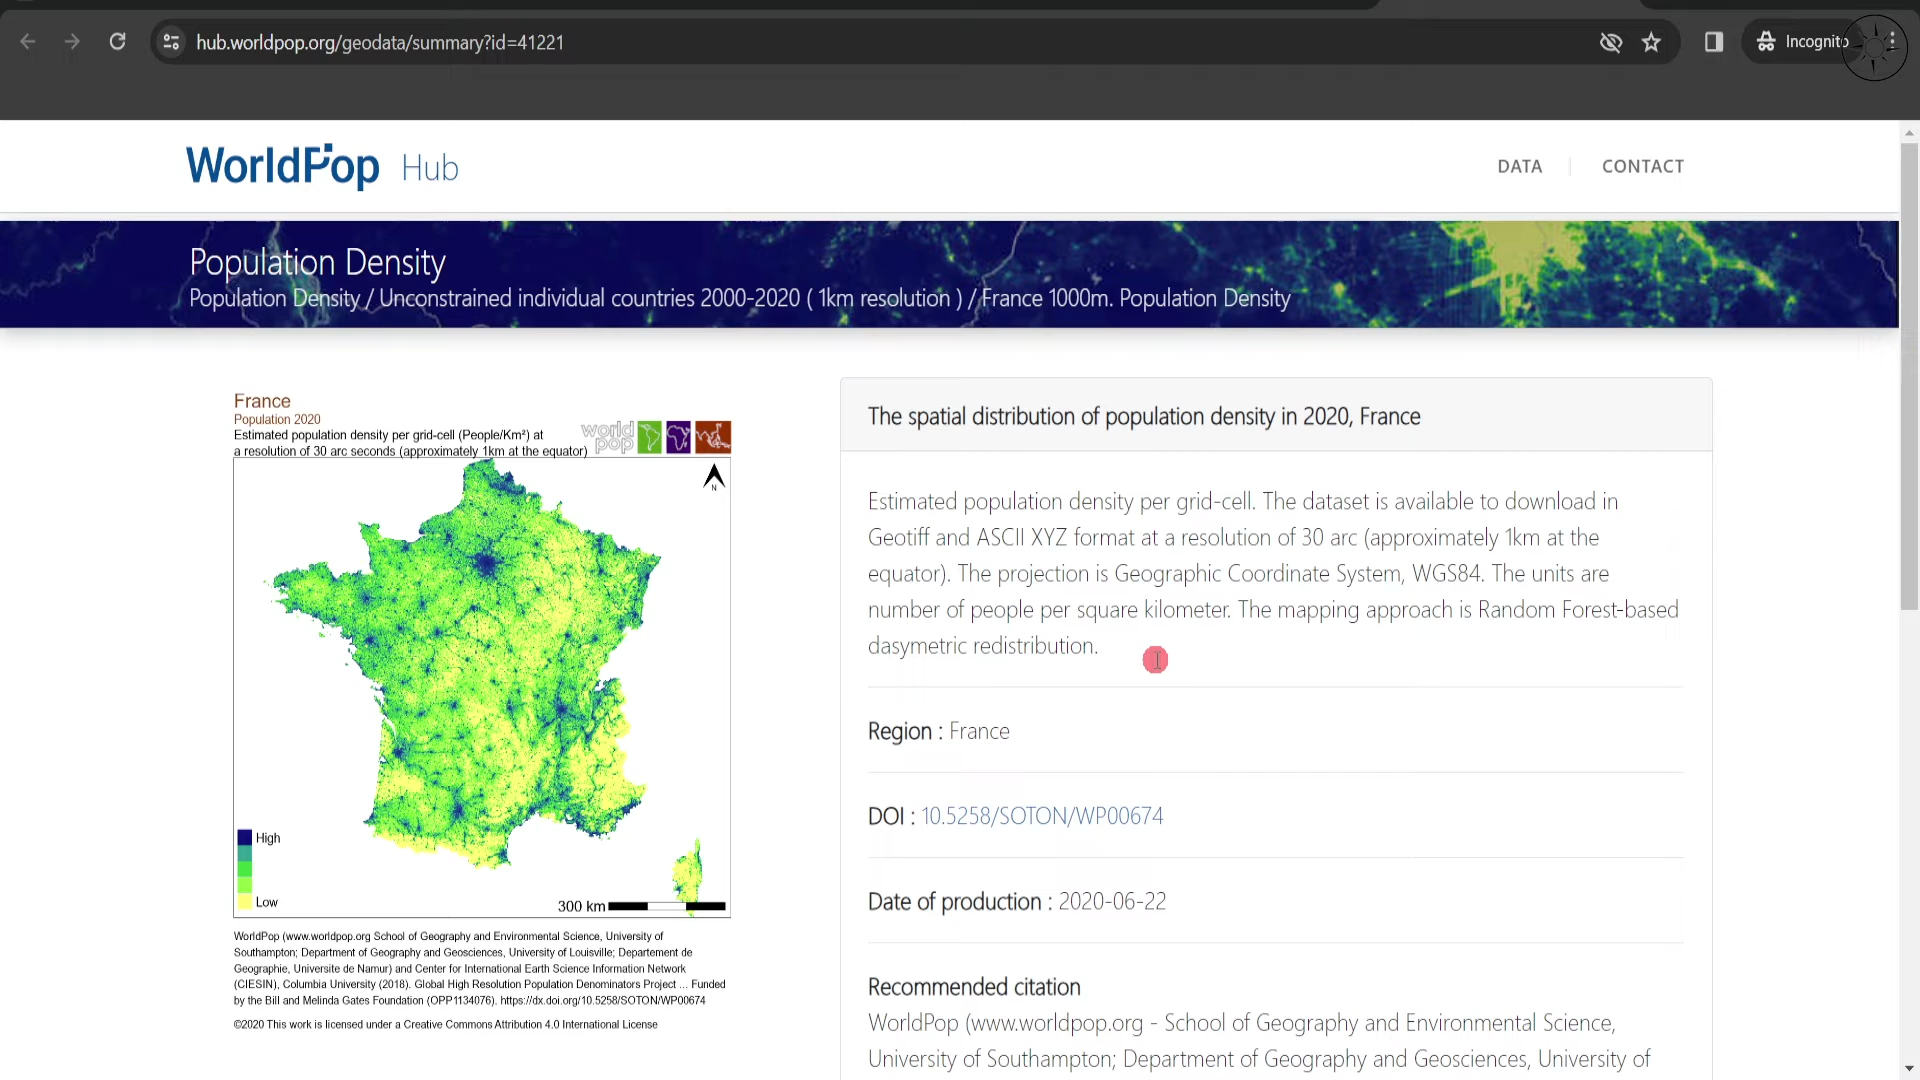 hub.worldpop.org/geodata/summary?id=41221
Incognito
WorldPop Hub
DATA
CONTACT
Population Density
Population Density / Unconstrained individual countries 2000-2020 ( 1km resolution ) / France 1000m. Population Density
France
Population 2020
Estimated population density per grid-cell (People/Km²) at
a resolution of 30 arc seconds (approximately 1km at the equator)
world
pop
N
High
Low
300 km
WorldPop (www.worldpop.org School of Geography and Environmental Science, University of
Southampton; Department of Geography and Geosciences, University of Louisville; Departement de
Geographie, Universite de Namur) and Center for International Earth Science Information Network
(CIESIN), Columbia University (2018). Global High Resolution Population Denominators Project ... Funded
by the Bill and Melinda Gates Foundation (OPP1134076). https://dx.doi.org/10.5258/SOTON/WP00674
©2020 This work is licensed under a Creative Commons Attribution 4.0 International License
The spatial distribution of population density in 2020, France
Estimated population density per grid-cell. The dataset is available to download in
Geotiff and ASCII XYZ format at a resolution of 30 arc (approximately 1km at the
equator). The projection is Geographic Coordinate System, WGS84. The units are
number of people per square kilometer. The mapping approach is Random Forest-based
dasymetric redistribution.
Region : France
DOI : 10.5258/SOTON/WP00674
Date of production : 2020-06-22
Recommended citation
WorldPop (www.worldpop.org - School of Geography and Environmental Science,
University of Southampton; Department of Geography and Geosciences, University of